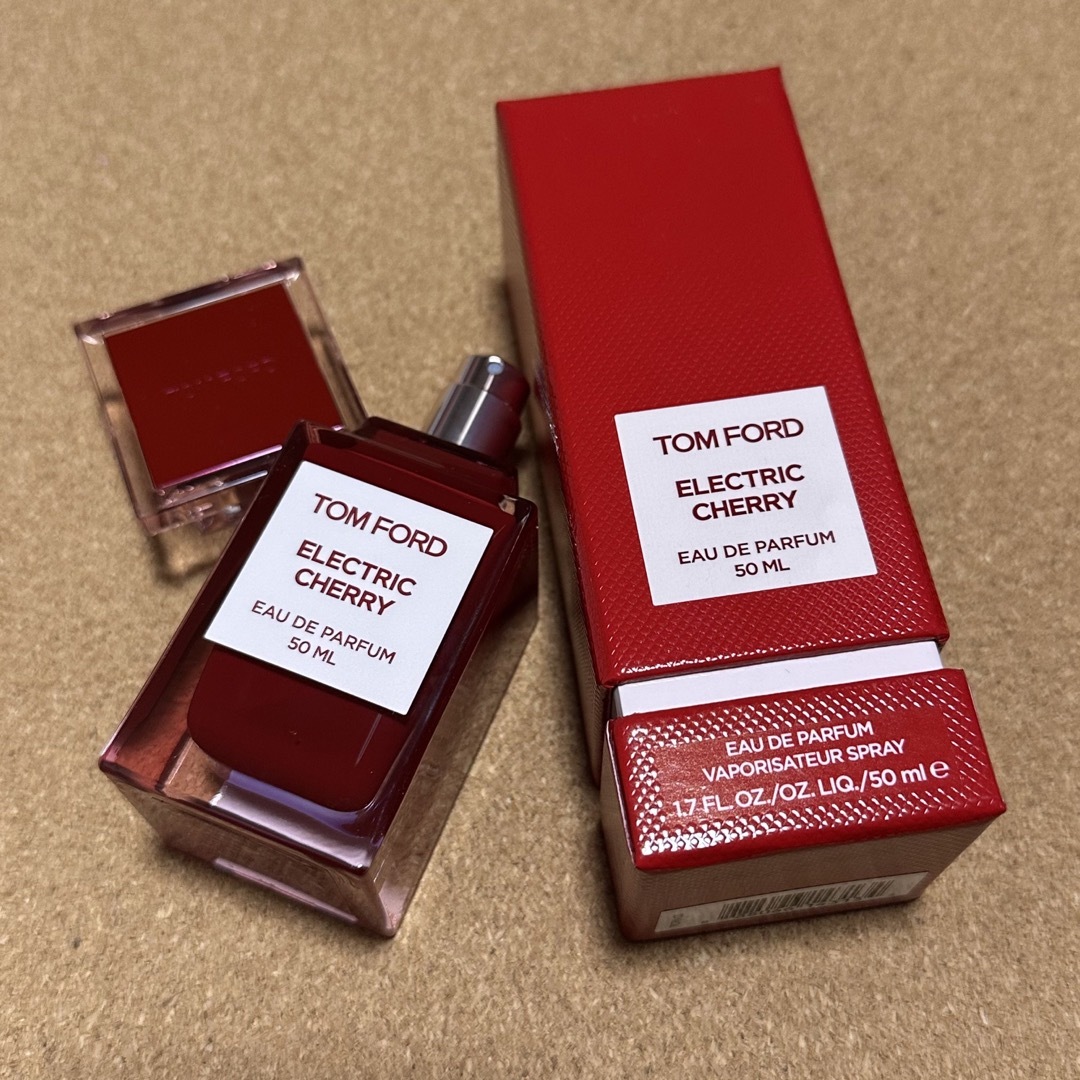 TOM FORD
ELECTRIC
CHERRY
EAU DE PARFUM
50 ML
TOM FORD
ELECTRIC
CHERRY
EAU DE PARFUM
50 ML
EAU DE PARFUM
VAPORISATEUR SPRAY
1.7 FL. OZ./OZ. LIQ./50 ml ℮